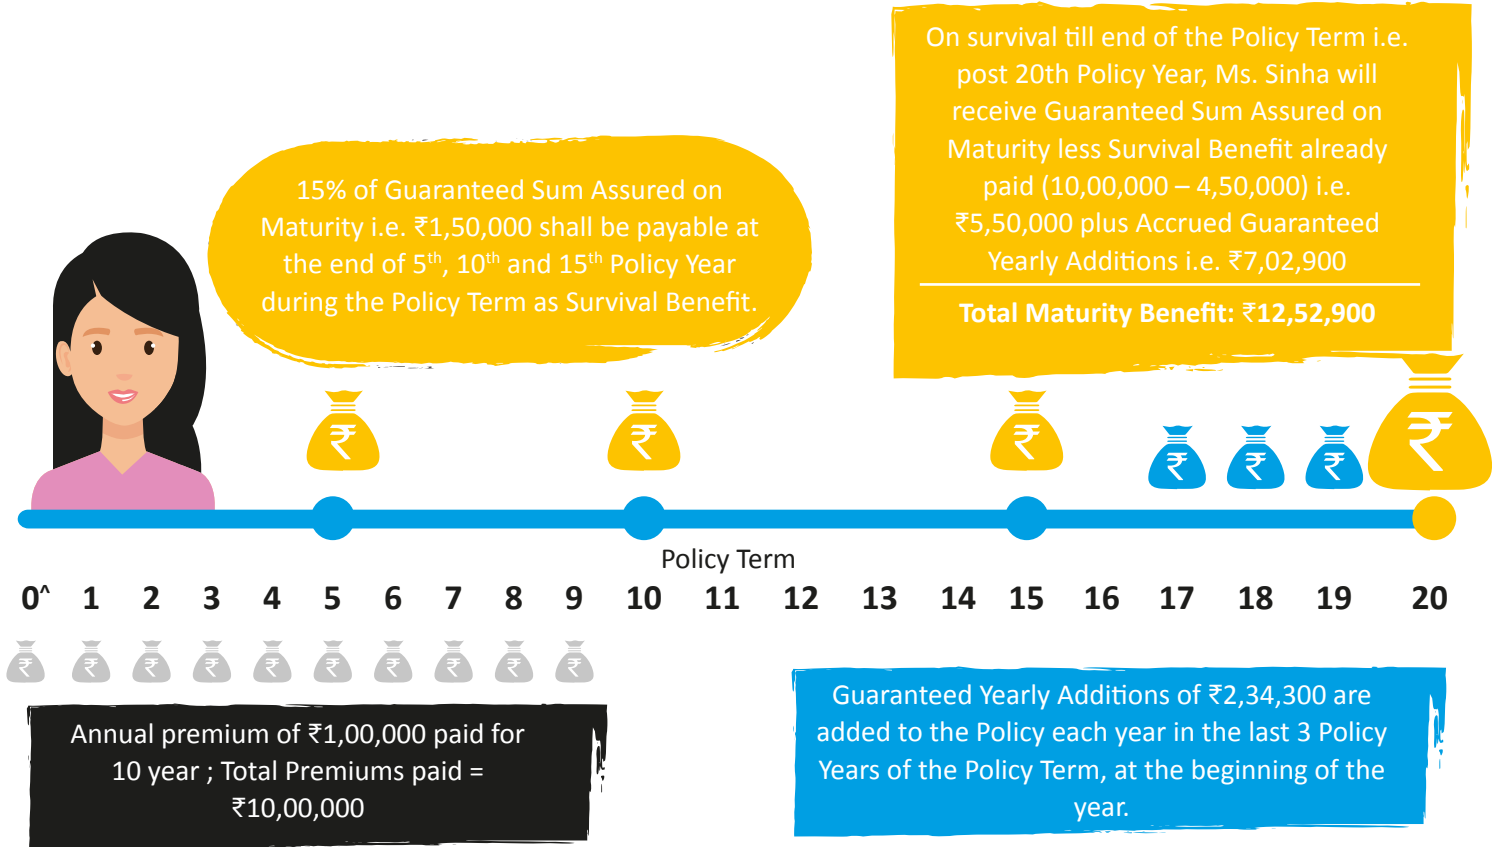 On survival till end of the Policy Term i.e.
post 20th Policy Year, Ms. Sinha will
receive Guaranteed Sum Assured on
Maturity less Survival Benefit already
paid (10,00,000 – 4,50,000) i.e.
₹5,50,000 plus Accrued Guaranteed
Yearly Additions i.e. ₹7,02,900
Total Maturity Benefit: ₹12,52,900
15% of Guaranteed Sum Assured on
Maturity i.e. ₹1,50,000 shall be payable at
the end of 5th, 10th and 15th Policy Year
during the Policy Term as Survival Benefit.
₹ ₹ ₹ ₹ ₹ ₹ ₹
Policy Term
0^ 1 2 3 4 5 6 7 8 9 10 11 12 13 14 15 16 17 18 19 20
₹ ₹ ₹ ₹ ₹ ₹ ₹ ₹ ₹ ₹
Annual premium of ₹1,00,000 paid for
10 year ; Total Premiums paid =
₹10,00,000
Guaranteed Yearly Additions of ₹2,34,300 are
added to the Policy each year in the last 3 Policy
Years of the Policy Term, at the beginning of the
year.